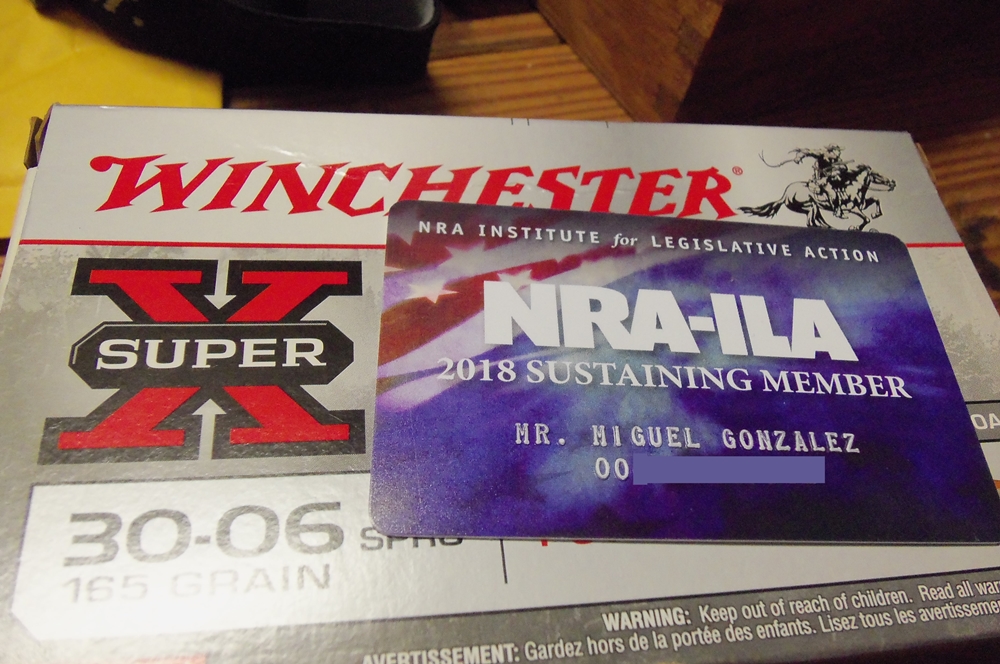 WINCHESTER®
NRA INSTITUTE for LEGISLATIVE ACTION
NRA-ILA
2018 SUSTAINING MEMBER
MR. MIGUEL GONZALEZ
00
X
SUPER
30-06 SPRG
165 GRAIN
WARNING: Keep out of reach of children. Read all
AVERTISSEMENT: Gardez hors de la portée des enfants. Lisez tous les